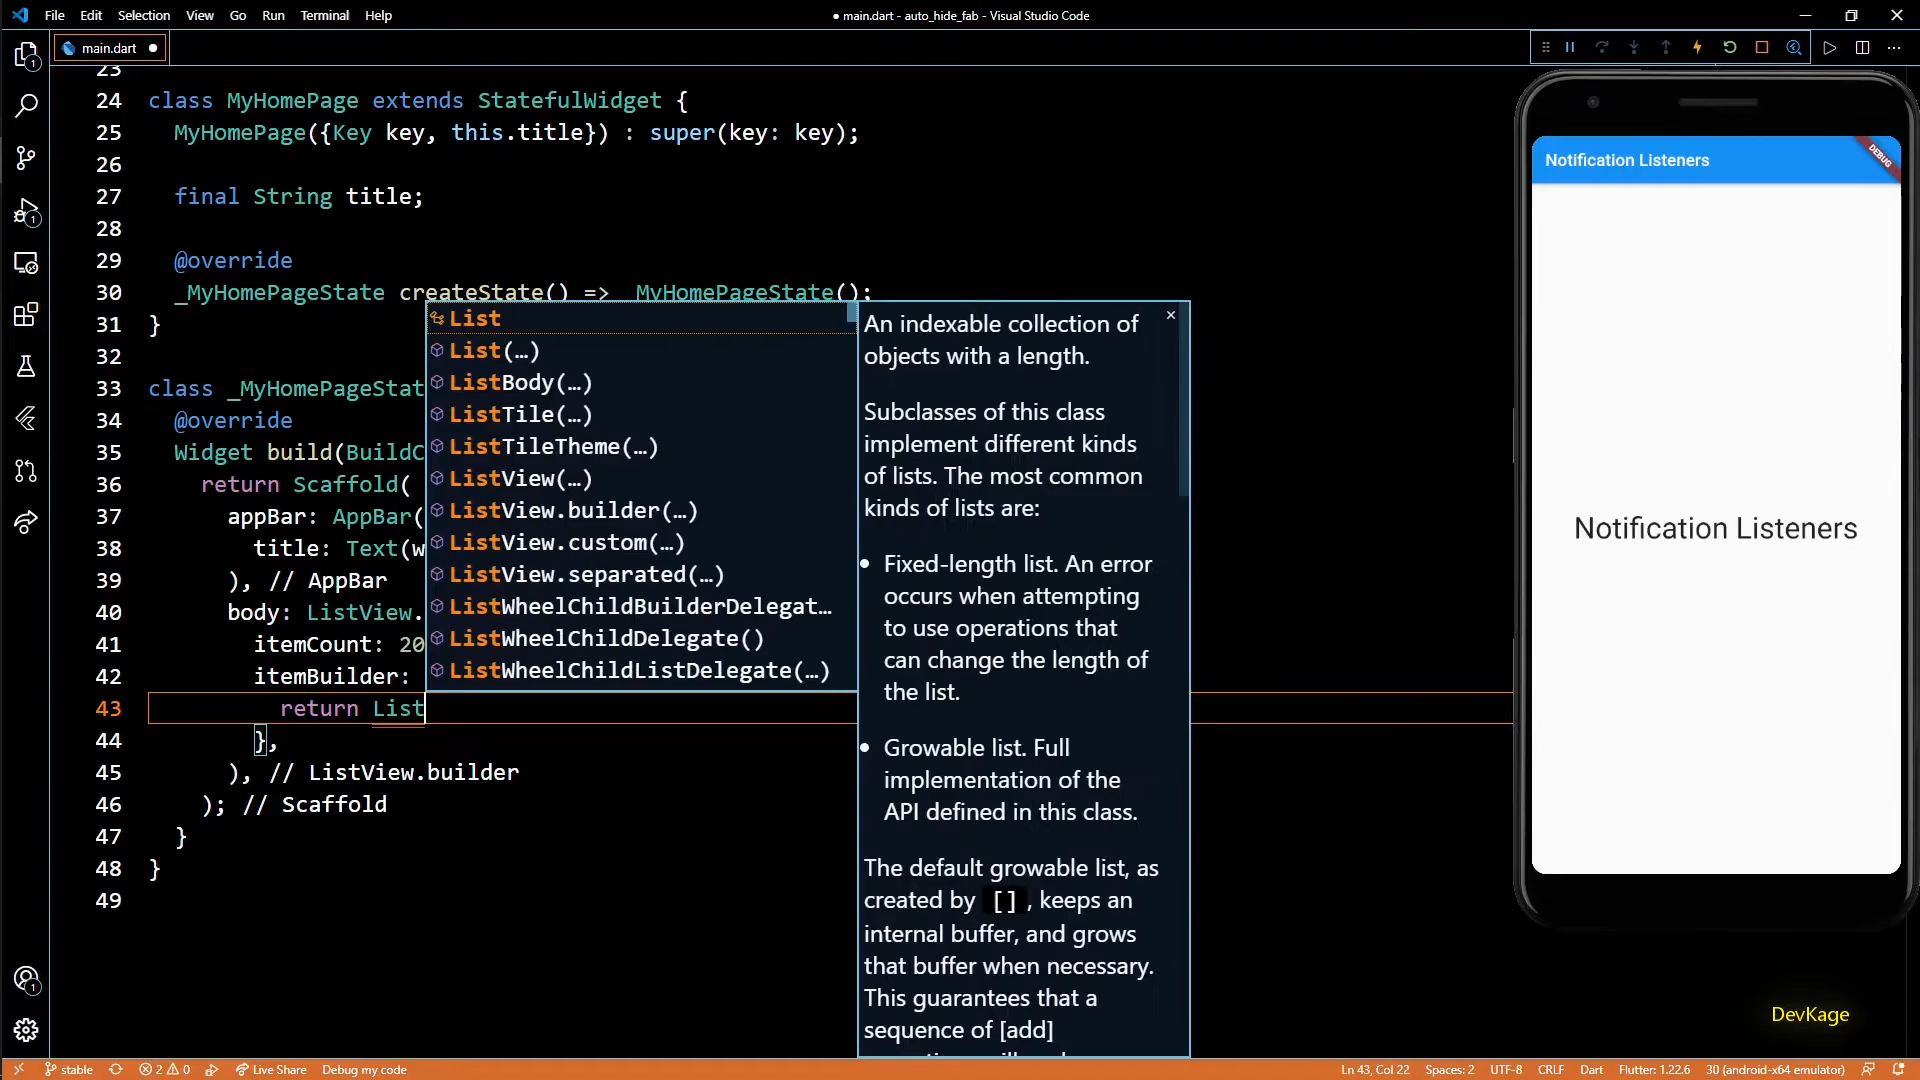 File Edit Selection View Go Run Terminal Help
● main.dart - auto_hide_fab - Visual Studio Code
main.dart ●
23
24 class MyHomePage extends StatefulWidget {
25 MyHomePage({Key key, this.title}) : super(key: key);
26
27 final String title;
28
29 @override
30 _MyHomePageState createState() => _MyHomePageState();
31 }
32
33 class _MyHomePageStat
34 @override
35 Widget build(BuildC
36 return Scaffold(
37 appBar: AppBar(
38 title: Text(w
39 ), // AppBar
40 body: ListView.
41 itemCount: 20
42 itemBuilder:
43 return List
44 },
45 ), // ListView.builder
46 ); // Scaffold
47 }
48 }
49
List
List(…)
ListBody(…)
ListTile(…)
ListTileTheme(…)
ListView(…)
ListView.builder(…)
ListView.custom(…)
ListView.separated(…)
ListWheelChildBuilderDelegat…
ListWheelChildDelegate()
ListWheelChildListDelegate(…)
An indexable collection of
objects with a length.
Subclasses of this class
implement different kinds
of lists. The most common
kinds of lists are:
• Fixed-length list. An error
occurs when attempting
to use operations that
can change the length of
the list.
• Growable list. Full
implementation of the
API defined in this class.
The default growable list, as
created by [] , keeps an
internal buffer, and grows
that buffer when necessary.
This guarantees that a
sequence of [add]
Notification Listeners
DEBUG
Notification Listeners
DevKage
1
1
1
stable 2 0 Live Share Debug my code
Ln 43, Col 22 Spaces: 2 UTF-8 CRLF Dart Flutter: 1.22.6 30 (android-x64 emulator)